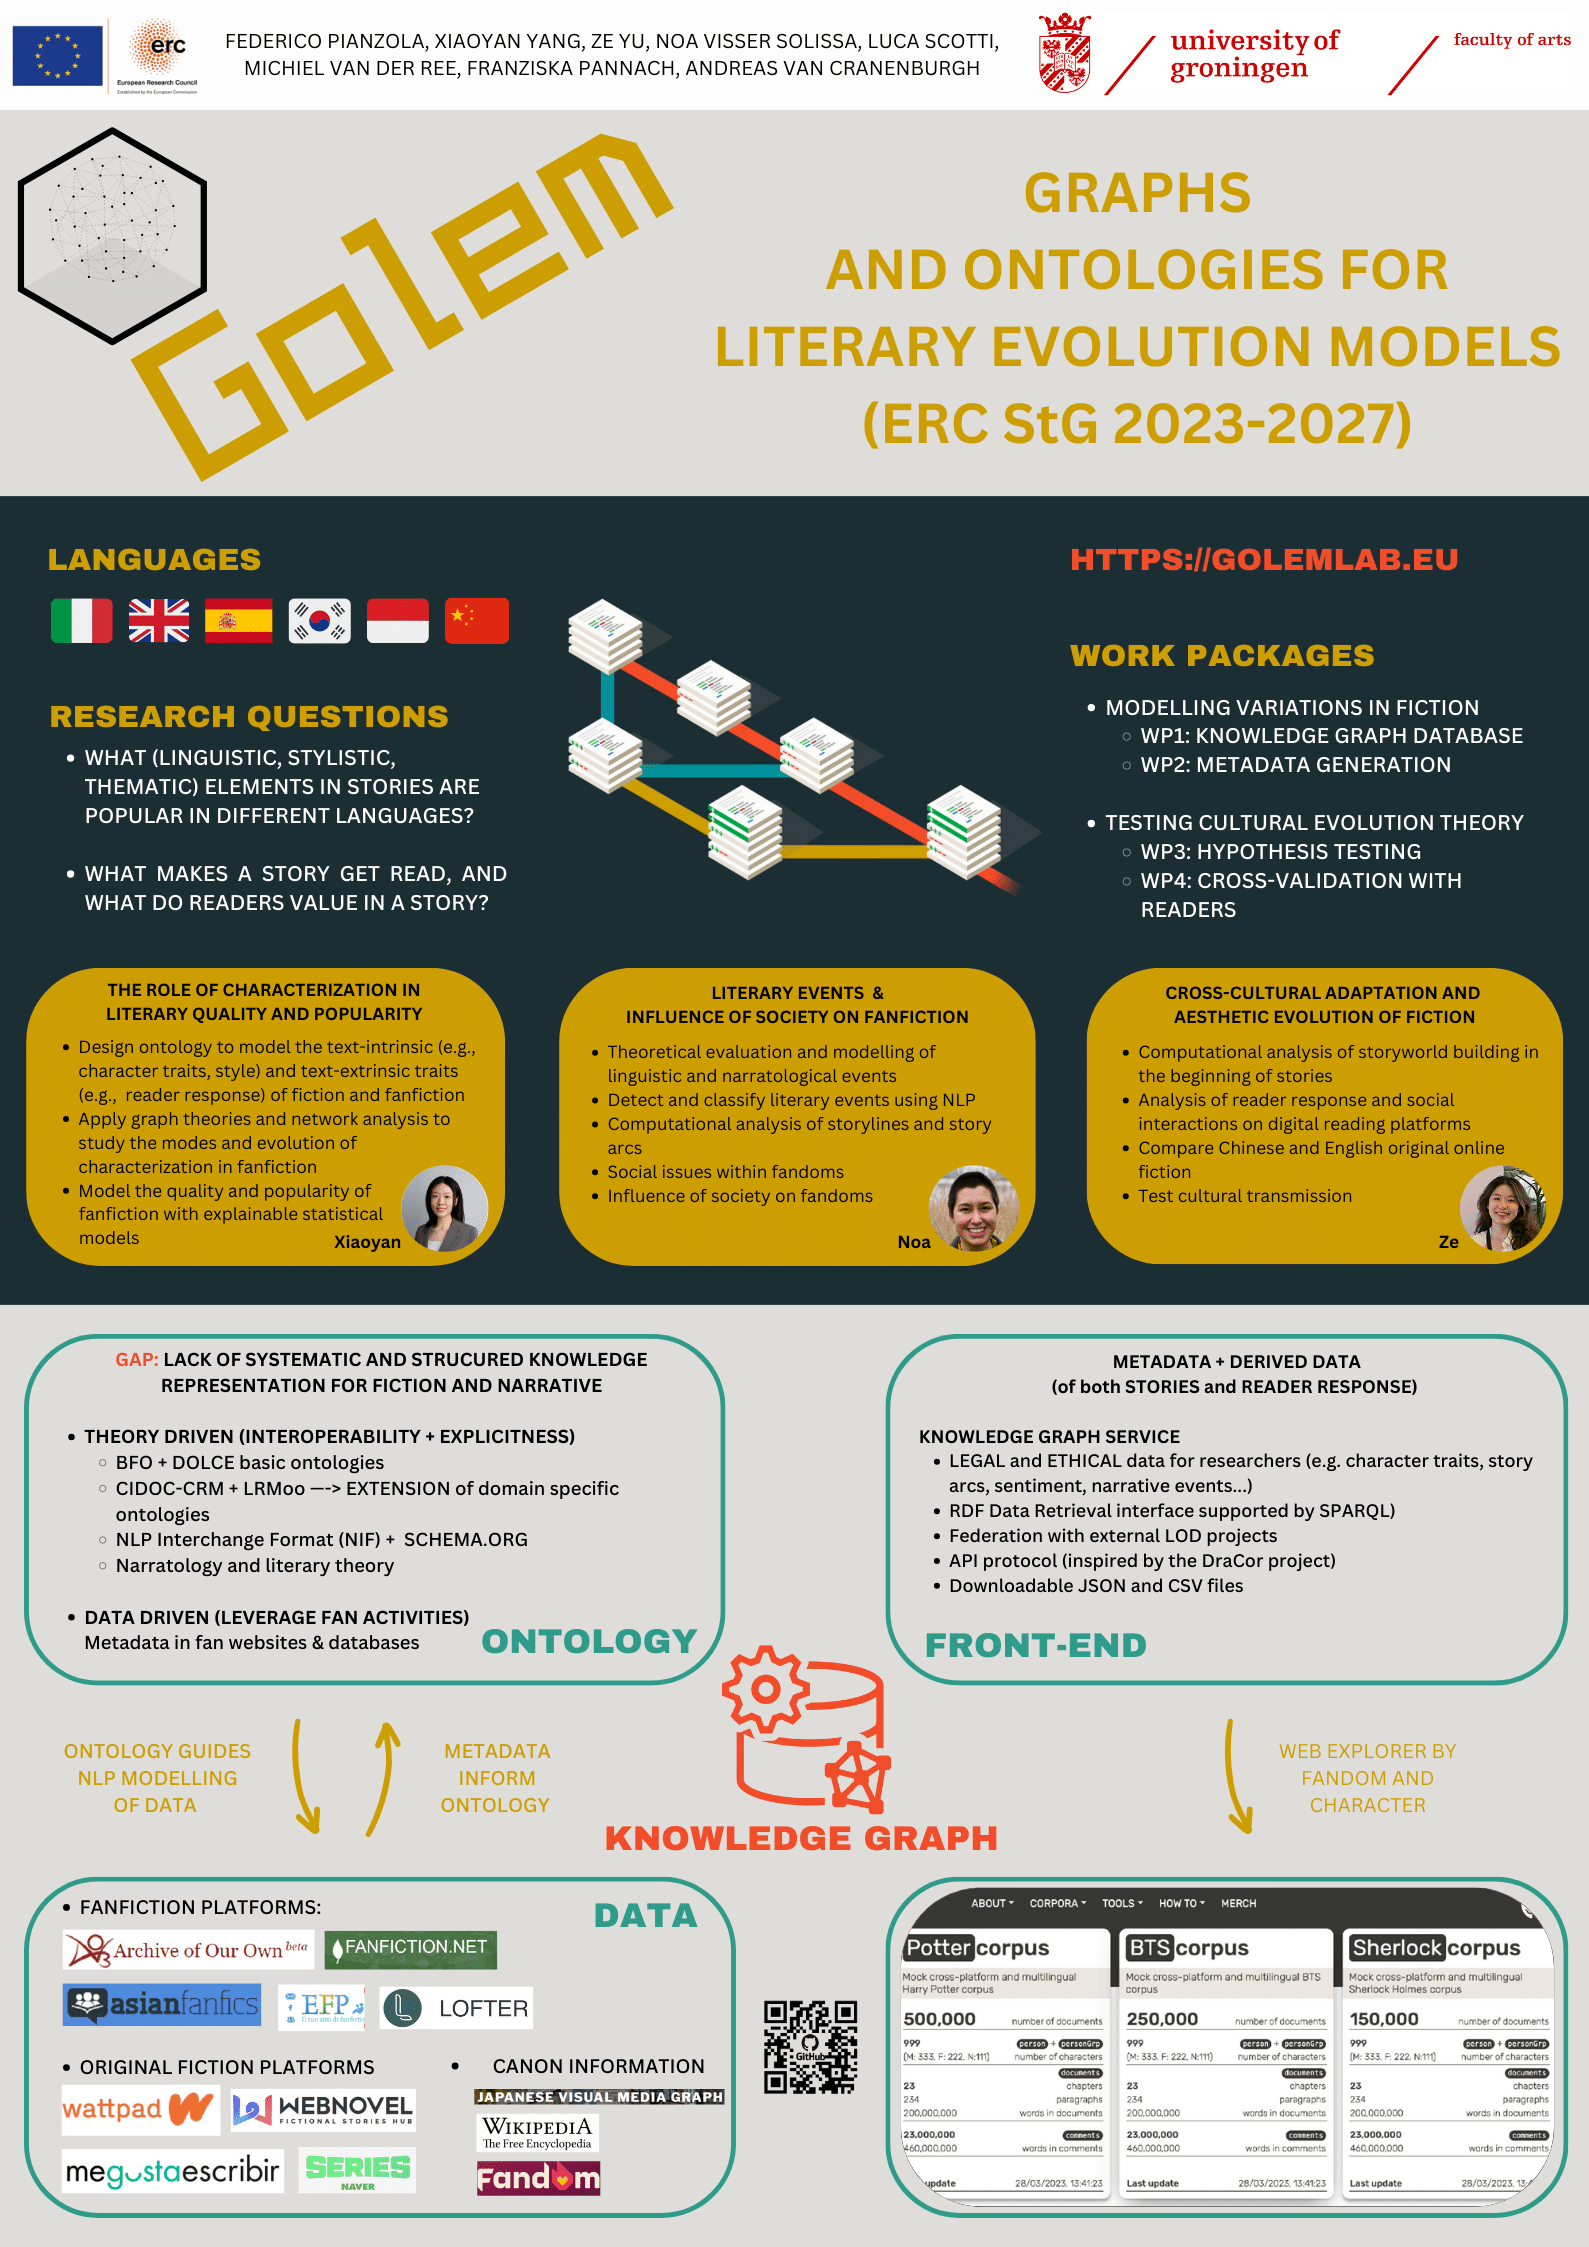 erc
European Research Council
Established by the European Commission
FEDERICO PIANZOLA, XIAOYAN YANG, ZE YU, NOA VISSER SOLISSA, LUCA SCOTTI,
MICHIEL VAN DER REE, FRANZISKA PANNACH, ANDREAS VAN CRANENBURGH
university of
groningen
faculty of arts
Golem
GRAPHS
AND ONTOLOGIES FOR
LITERARY EVOLUTION MODELS
(ERC StG 2023-2027)
LANGUAGES
RESEARCH QUESTIONS
• WHAT (LINGUISTIC, STYLISTIC,
THEMATIC) ELEMENTS IN STORIES ARE
POPULAR IN DIFFERENT LANGUAGES?
• WHAT MAKES A STORY GET READ, AND
WHAT DO READERS VALUE IN A STORY?
HTTPS://GOLEMLAB.EU
WORK PACKAGES
• MODELLING VARIATIONS IN FICTION
◦ WP1: KNOWLEDGE GRAPH DATABASE
◦ WP2: METADATA GENERATION
• TESTING CULTURAL EVOLUTION THEORY
◦ WP3: HYPOTHESIS TESTING
◦ WP4: CROSS-VALIDATION WITH
READERS
THE ROLE OF CHARACTERIZATION IN
LITERARY QUALITY AND POPULARITY
• Design ontology to model the text-intrinsic (e.g.,
character traits, style) and text-extrinsic traits
(e.g., reader response) of fiction and fanfiction
• Apply graph theories and network analysis to
study the modes and evolution of
characterization in fanfiction
• Model the quality and popularity of
fanfiction with explainable statistical
models
Xiaoyan
LITERARY EVENTS &
INFLUENCE OF SOCIETY ON FANFICTION
• Theoretical evaluation and modelling of
linguistic and narratological events
• Detect and classify literary events using NLP
• Computational analysis of storylines and story
arcs
• Social issues within fandoms
• Influence of society on fandoms
Noa
CROSS-CULTURAL ADAPTATION AND
AESTHETIC EVOLUTION OF FICTION
• Computational analysis of storyworld building in
the beginning of stories
• Analysis of reader response and social
interactions on digital reading platforms
• Compare Chinese and English original online
fiction
• Test cultural transmission
Ze
GAP: LACK OF SYSTEMATIC AND STRUCURED KNOWLEDGE
REPRESENTATION FOR FICTION AND NARRATIVE
• THEORY DRIVEN (INTEROPERABILITY + EXPLICITNESS)
◦ BFO + DOLCE basic ontologies
◦ CIDOC-CRM + LRMoo —-> EXTENSION of domain specific
ontologies
◦ NLP Interchange Format (NIF) + SCHEMA.ORG
◦ Narratology and literary theory
• DATA DRIVEN (LEVERAGE FAN ACTIVITIES)
Metadata in fan websites & databases
ONTOLOGY
METADATA + DERIVED DATA
(of both STORIES and READER RESPONSE)
KNOWLEDGE GRAPH SERVICE
• LEGAL and ETHICAL data for researchers (e.g. character traits, story
arcs, sentiment, narrative events...)
• RDF Data Retrieval interface supported by SPARQL)
• Federation with external LOD projects
• API protocol (inspired by the DraCor project)
• Downloadable JSON and CSV files
FRONT-END
ONTOLOGY GUIDES
NLP MODELLING
OF DATA
METADATA
INFORM
ONTOLOGY
KNOWLEDGE GRAPH
WEB EXPLORER BY
FANDOM AND
CHARACTER
• FANFICTION PLATFORMS:
DATA
Archive of Our Own beta
FANFICTION.NET
asianfanfics
EFP
Il tuo sito di fanfiction
LOFTER
• ORIGINAL FICTION PLATFORMS
wattpad
WEBNOVEL
FICTIONAL STORIES HUB
megustaescribir
SERIES
NAVER
• CANON INFORMATION
JAPANESE VISUAL MEDIA GRAPH
WIKIPEDIA
The Free Encyclopedia
Fandom
GitHub
ABOUT CORPORA TOOLS HOW TO MERCH
Potter corpus
Mock cross-platform and multilingual
Harry Potter corpus
500,000 number of documents
999 person + personGrp
(M: 333, F: 222, N:111) number of characters
documents
23 chapters
234 paragraphs
200,000,000 words in documents
23,000,000 comments
460,000,000 words in comments
update 28/03/2023, 13:41:23
BTS corpus
Mock cross-platform and multilingual BTS
corpus
250,000 number of documents
999 person + personGrp
(M: 333, F: 222, N:111) number of characters
documents
23 chapters
234 paragraphs
200,000,000 words in documents
23,000,000 comments
460,000,000 words in comments
Last update 28/03/2023, 13:41:23
Sherlock corpus
Mock cross-platform and multilingual
Sherlock Holmes corpus
150,000 number of documents
999 person + personGrp
(M: 333, F: 222, N:111) number of characters
documents
23 chapters
234 paragraphs
200,000,000 words in documents
23,000,000 comments
460,000,000 words in comments
Last update 28/03/2023, 13:4